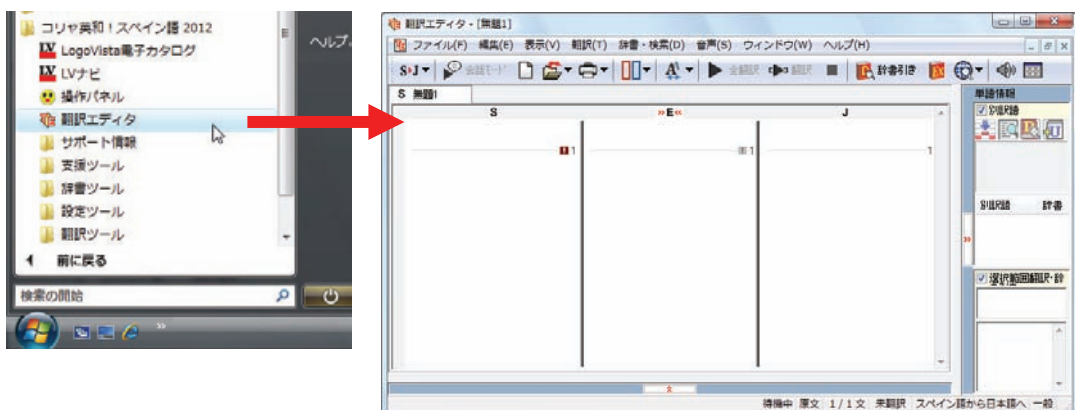 コリャ英和!スペイン語 2012
LogoVista電子カタログ
LVナビ
操作パネル
翻訳エディタ
サポート情報
支援ツール
辞書ツール
設定ツール
翻訳ツール
前に戻る
検索の開始
ヘルプ
翻訳エディタ - [無題1]
ファイル(F) 編集(E) 表示(V) 翻訳(T) 辞書・検索(D) 音声(S) ウィンドウ(W) ヘルプ(H)
S›J 会話モード 全翻訳 翻訳 辞書引き
S 無題1
S »E« J
1 1 1
単語情報
別訳語
別訳語 辞書
選択範囲翻訳・辞
待機中 原文 1/1文 未翻訳 スペイン語から日本語へ 一般